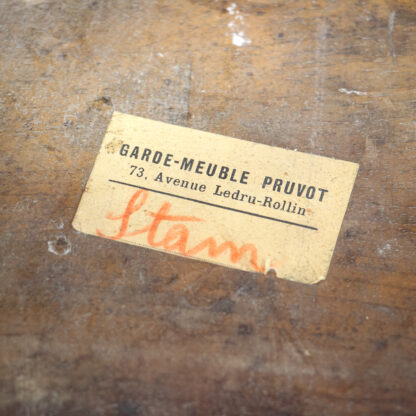 GARDE-MEUBLE PRUVOT
73, Avenue Ledru-Rollin
Stam